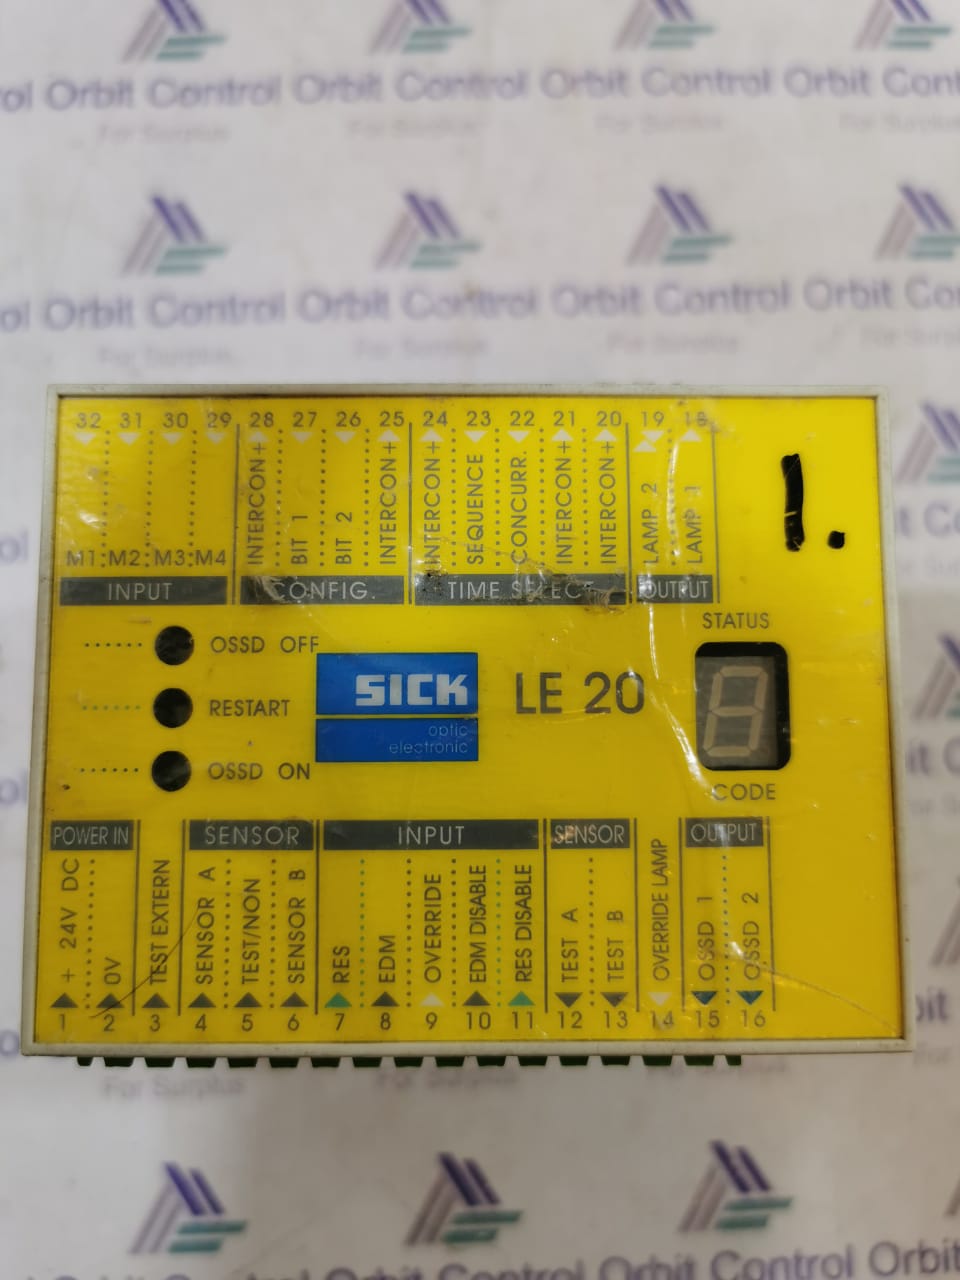 Control Orbit Control Orbit Control
For Surplus For Surplus For Surplus
Orbit Control Orbit Control Orbit Control Orbit
For Surplus For Surplus For Surplus
32 31 30 29 28 27 26 25 24 23 22 21 20 19 18
M1 M2 M3 M4 INTERCON+ BIT 1 BIT 2 INTERCON+ INTERCON+ SEQUENCE CONCURR. INTERCON+ INTERCON+ LAMP 2 LAMP 1
INPUT CONFIG. TIME SELECT OUTPUT
1.
STATUS
OSSD OFF
RESTART
OSSD ON
SICK
optic
electronic
LE 20
8
CODE
POWER IN SENSOR INPUT SENSOR OUTPUT
+ 24V DC 0V TEST EXTERN SENSOR A TEST/NON SENSOR B RES EDM OVERRIDE EDM DISABLE RES DISABLE TEST A TEST B OVERRIDE LAMP OSSD 1 OSSD 2
1 2 3 4 5 6 7 8 9 10 11 12 13 14 15 16
For Surplus
Orbit Control Orbit Control Orbit Control Orbit